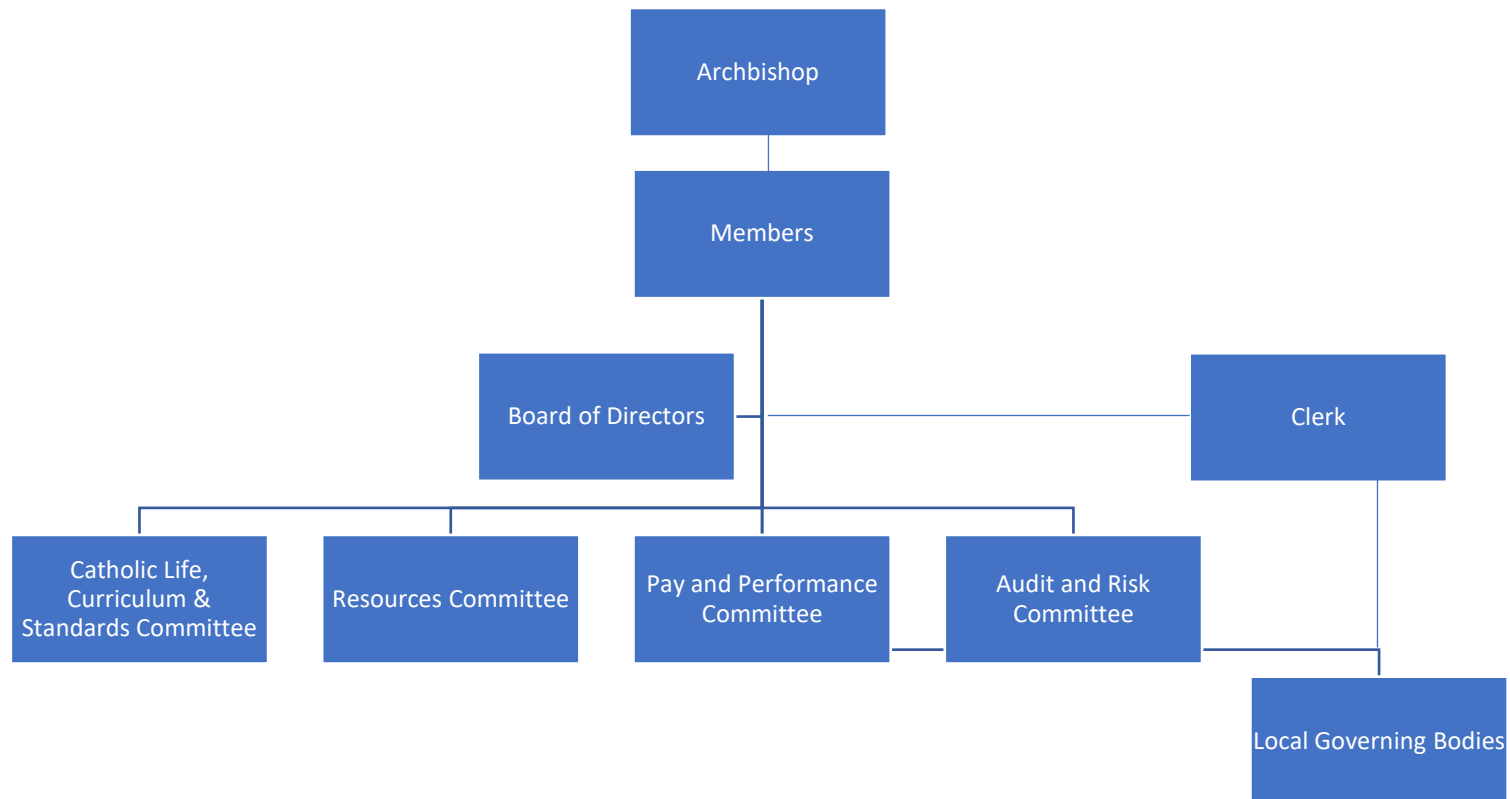 Archbishop
Members
Board of Directors
Clerk
Catholic Life,
Curriculum &
Standards Committee
Resources Committee
Pay and Performance
Committee
Audit and Risk
Committee
Local Governing Bodies